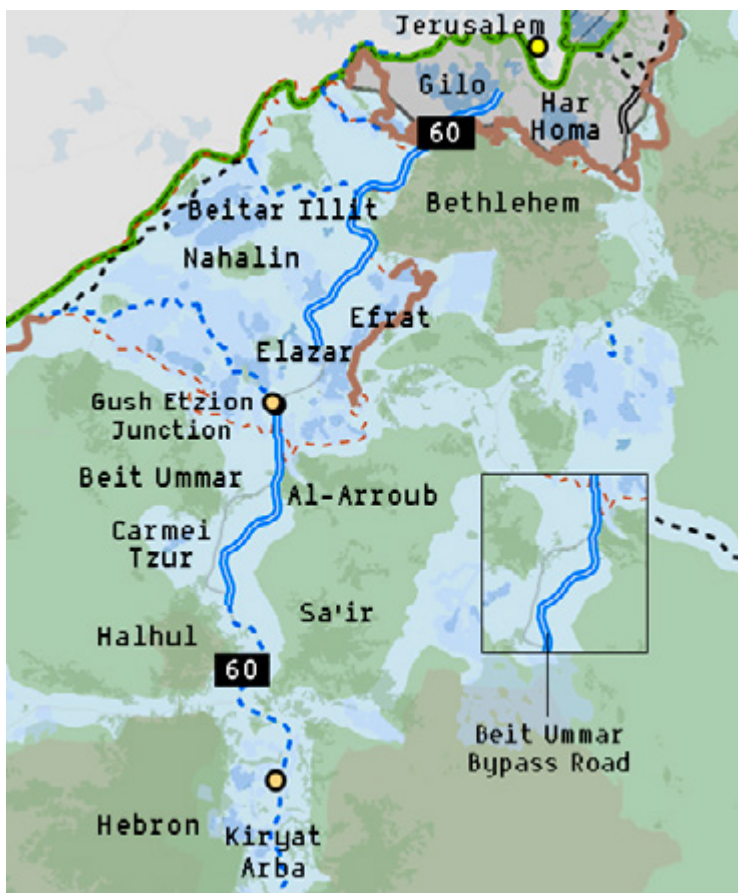 Jerusalem
Gilo
Har
Homa
60
Beitar Illit
Bethlehem
Nahalin
Efrat
Elazar
Gush Etzion
Junction
Beit Ummar
Al-Arroub
Carmei
Tzur
Sa'ir
Halhul
60
Beit Ummar
Bypass Road
Hebron
Kiryat
Arba